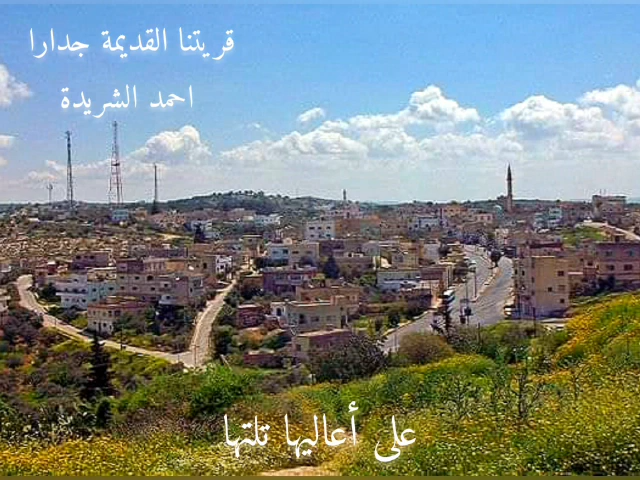 قريتنا القديمة جدارا
احمد الشريدة
على أعاليها تلتها